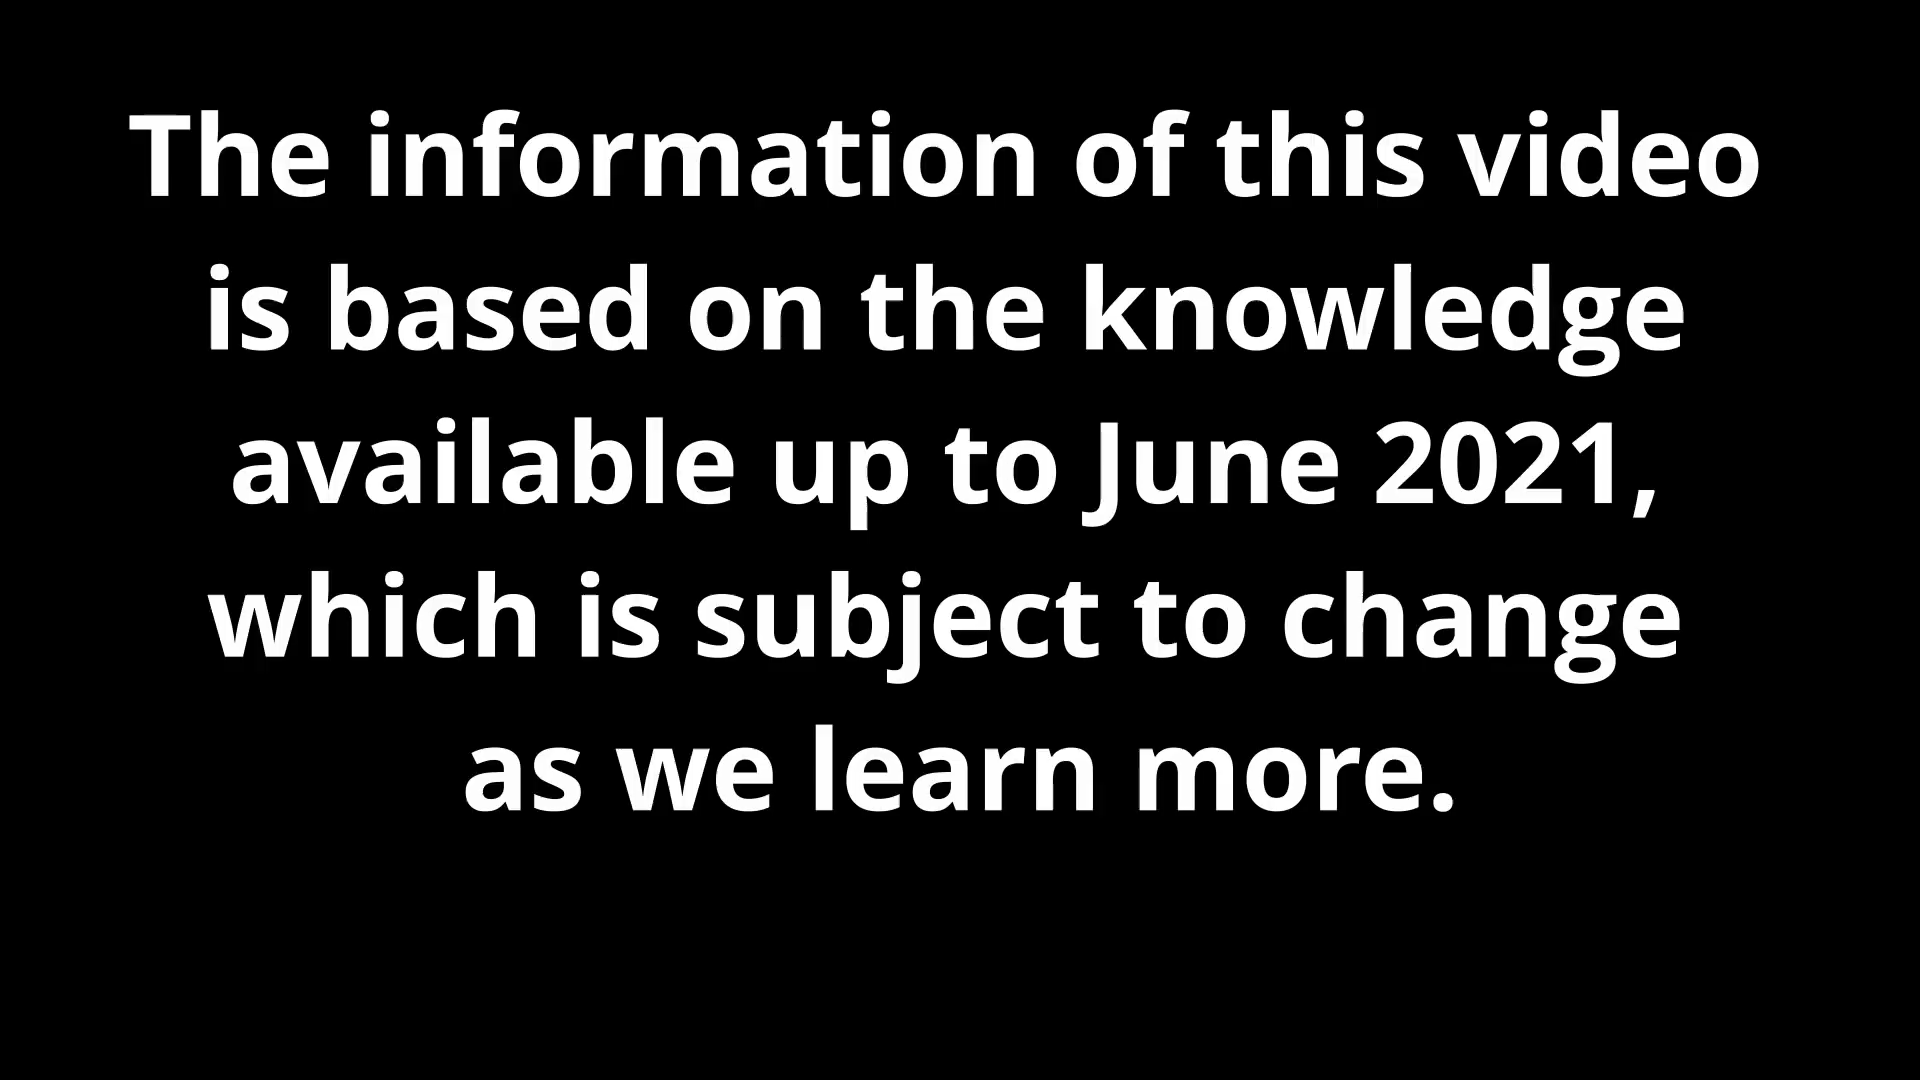 The information of this video
is based on the knowledge
available up to June 2021,
which is subject to change
as we learn more.